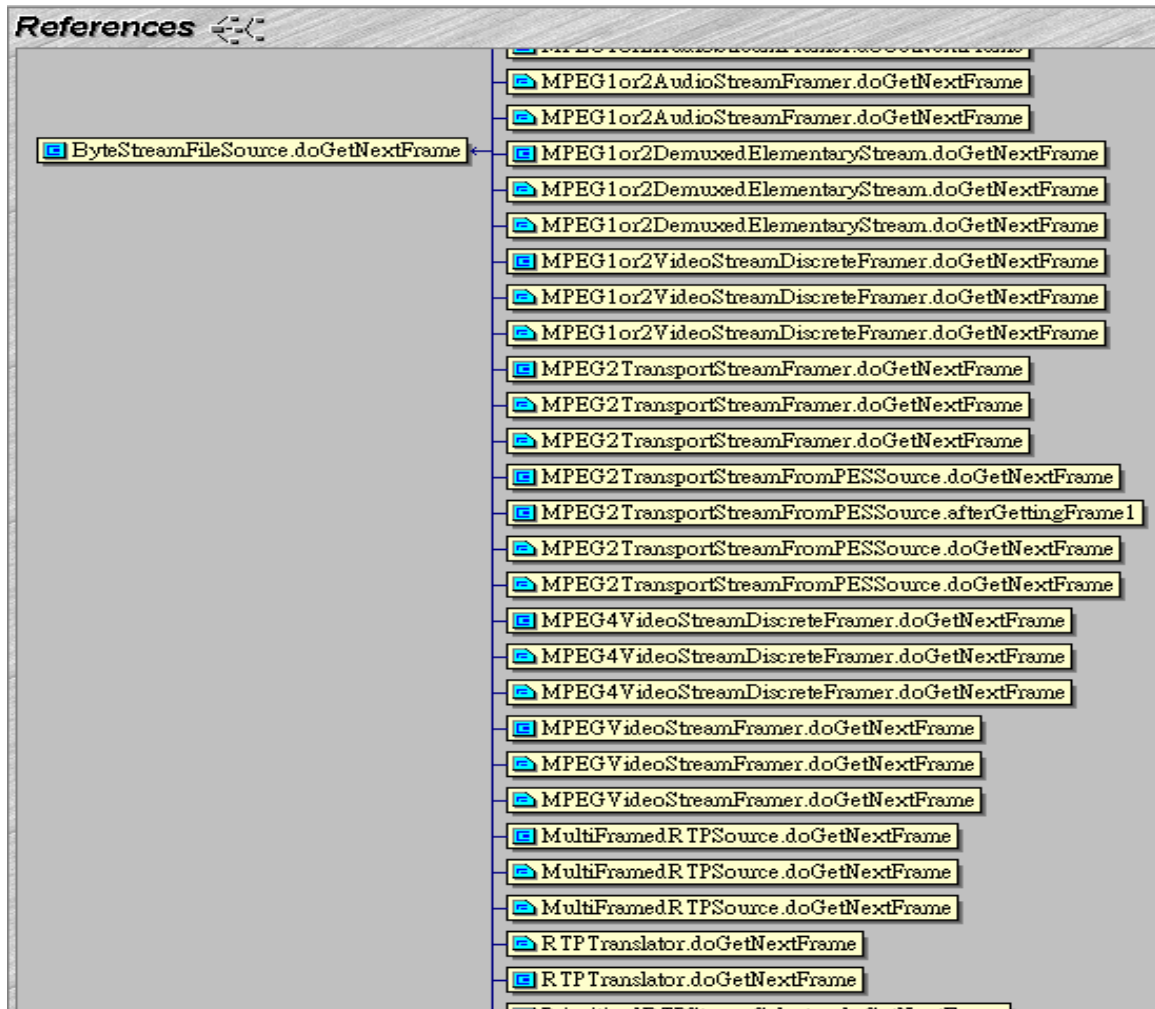 References
MPEG1or2AudioStreamFramer.doGetNextFrame
MPEG1or2AudioStreamFramer.doGetNextFrame
ByteStreamFileSource.doGetNextFrame
MPEG1or2DemuxedElementaryStream.doGetNextFrame
MPEG1or2DemuxedElementaryStream.doGetNextFrame
MPEG1or2DemuxedElementaryStream.doGetNextFrame
MPEG1or2VideoStreamDiscreteFramer.doGetNextFrame
MPEG1or2VideoStreamDiscreteFramer.doGetNextFrame
MPEG1or2VideoStreamDiscreteFramer.doGetNextFrame
MPEG2TransportStreamFramer.doGetNextFrame
MPEG2TransportStreamFramer.doGetNextFrame
MPEG2TransportStreamFramer.doGetNextFrame
MPEG2TransportStreamFromPESSource.doGetNextFrame
MPEG2TransportStreamFromPESSource.afterGettingFrame1
MPEG2TransportStreamFromPESSource.doGetNextFrame
MPEG2TransportStreamFromPESSource.doGetNextFrame
MPEG4VideoStreamDiscreteFramer.doGetNextFrame
MPEG4VideoStreamDiscreteFramer.doGetNextFrame
MPEG4VideoStreamDiscreteFramer.doGetNextFrame
MPEGVideoStreamFramer.doGetNextFrame
MPEGVideoStreamFramer.doGetNextFrame
MPEGVideoStreamFramer.doGetNextFrame
MultiFramedRTPSource.doGetNextFrame
MultiFramedRTPSource.doGetNextFrame
MultiFramedRTPSource.doGetNextFrame
RTPTranslator.doGetNextFrame
RTPTranslator.doGetNextFrame